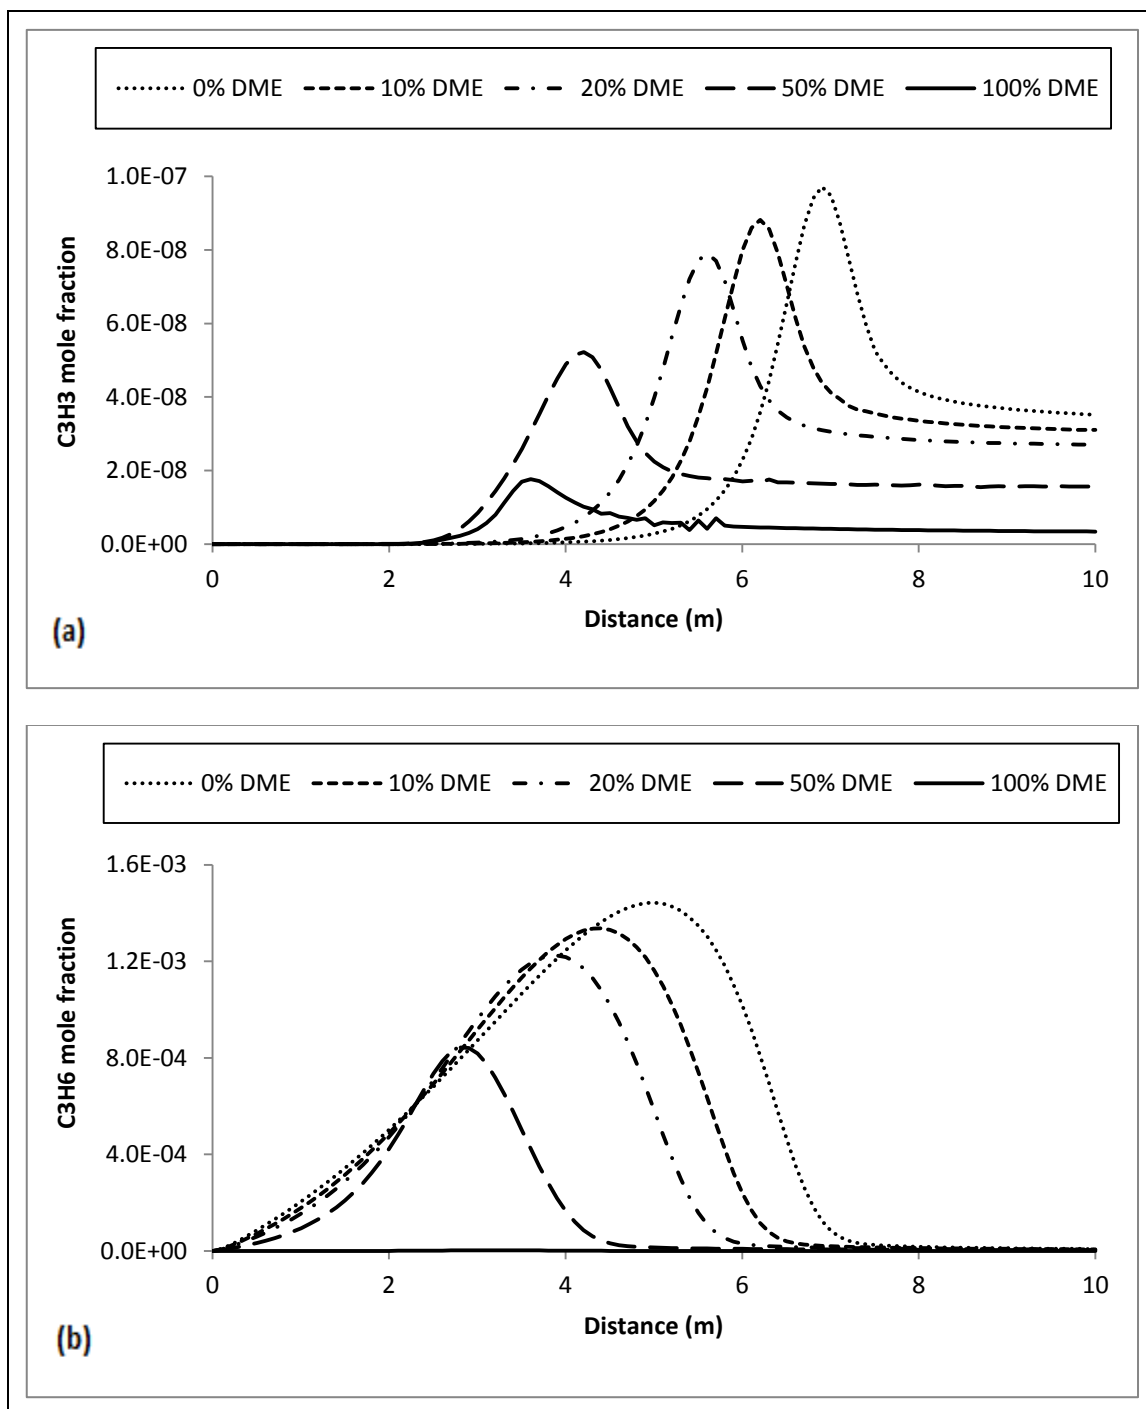 0% DME 10% DME 20% DME 50% DME 100% DME
1.0E-07
8.0E-08
6.0E-08
4.0E-08
2.0E-08
0.0E+00
C3H3 mole fraction
0 2 4 6 8 10
Distance (m)
(a)
0% DME 10% DME 20% DME 50% DME 100% DME
1.6E-03
1.2E-03
8.0E-04
4.0E-04
0.0E+00
C3H6 mole fraction
0 2 4 6 8 10
Distance (m)
(b)